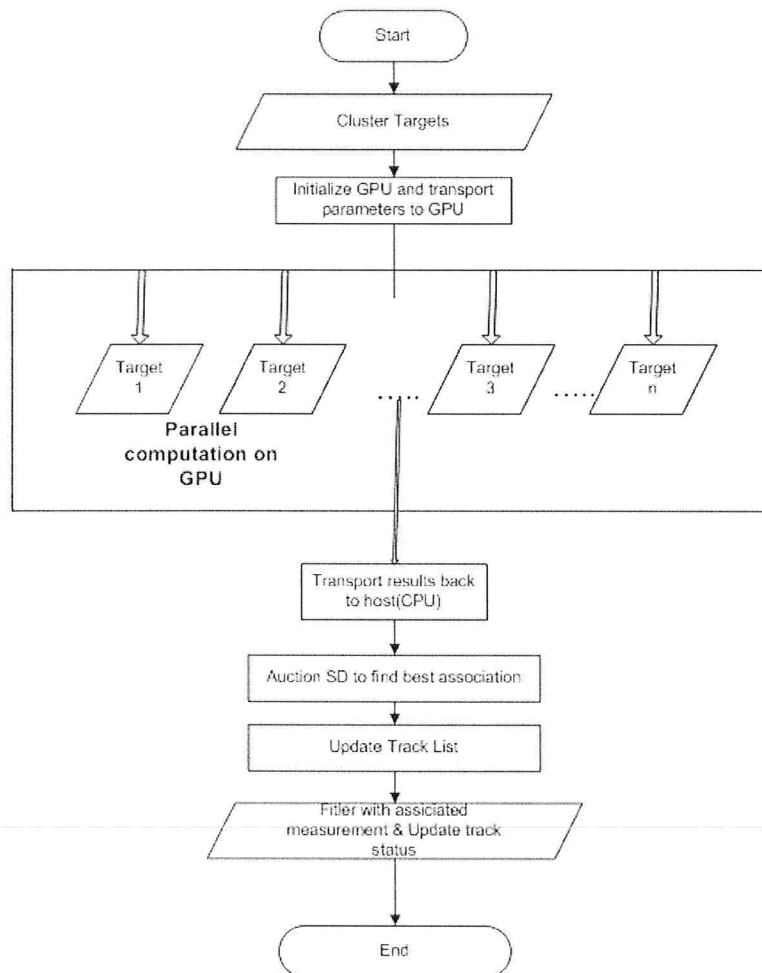 Start
Cluster Targets
Initialize GPU and transport
parameters to GPU
Target
1
Target
2
.....
Target
3
.....
Target
n
Parallel
computation on
GPU
Transport results back
to host(CPU)
Auction SD to find best association
Update Track List
Fitler with assiciated
measurement & Update track
status
End